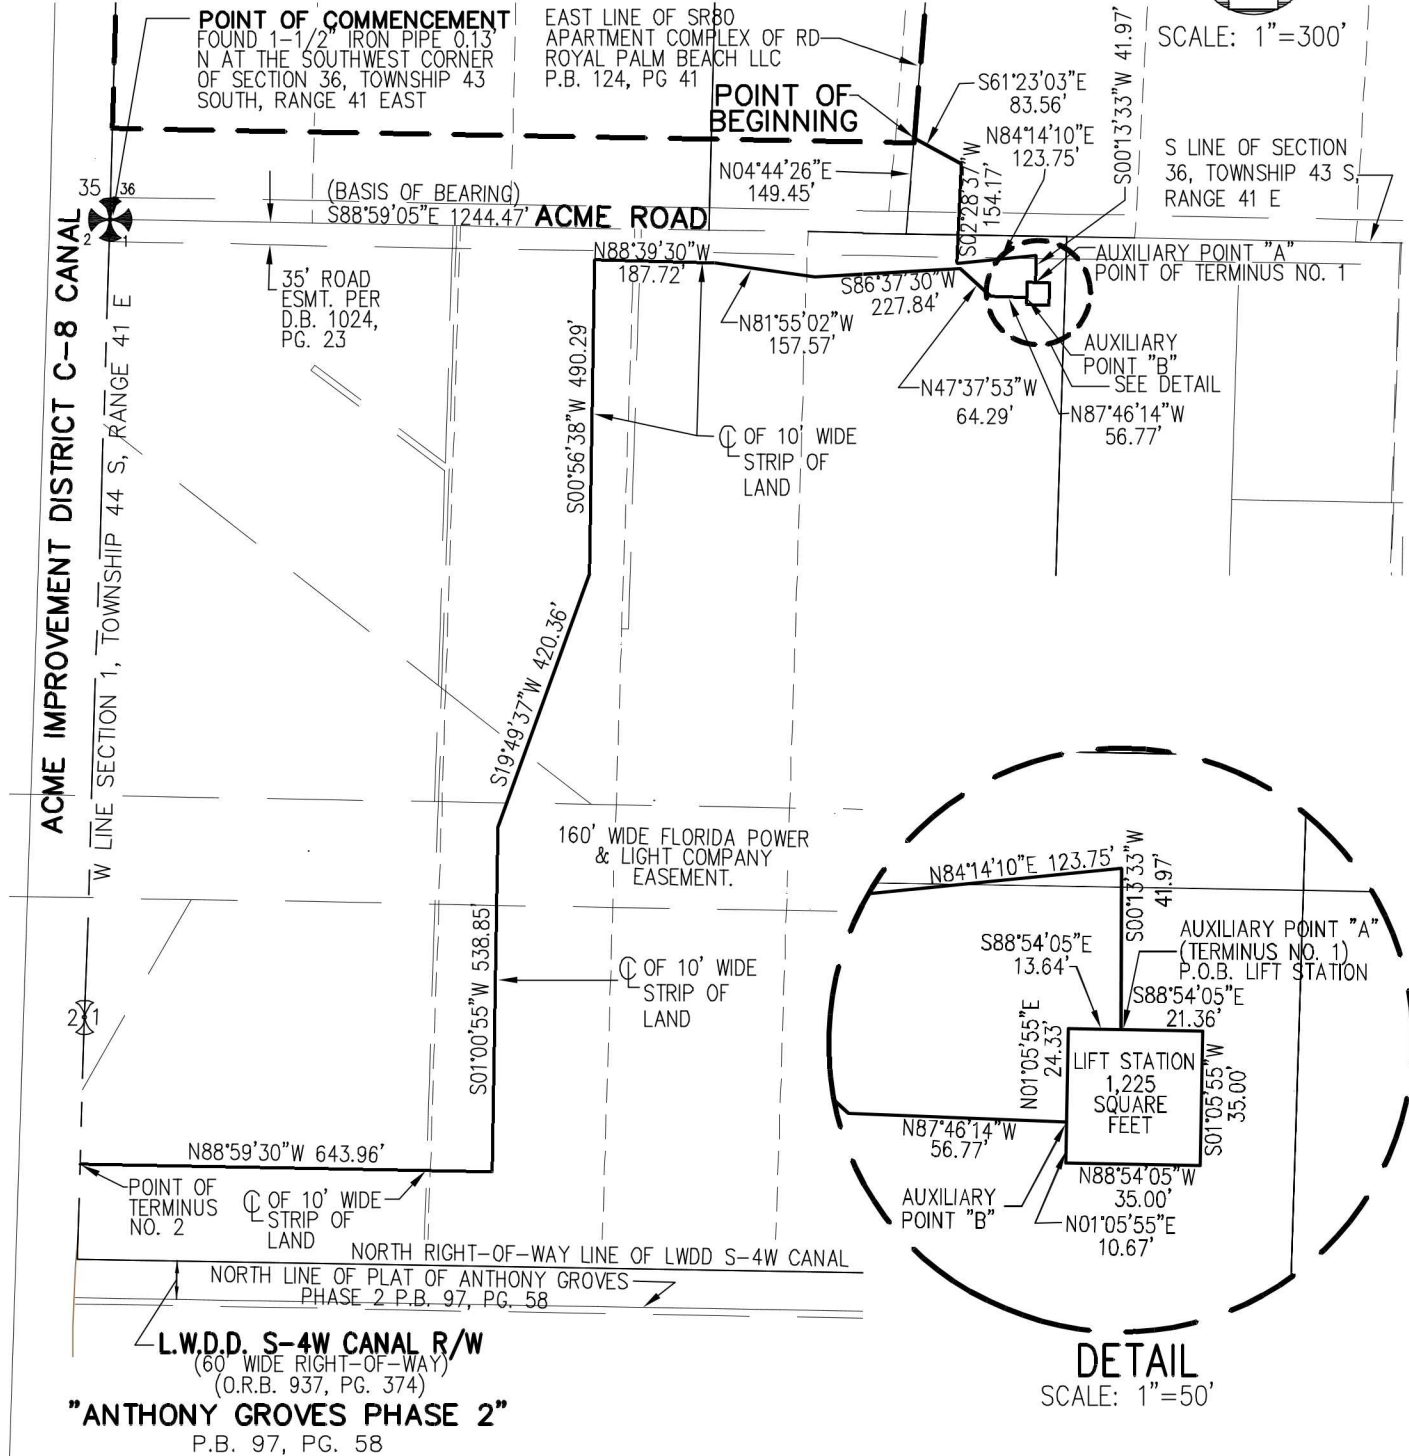 POINT OF COMMENCEMENT
FOUND 1-1/2" IRON PIPE 0.13'
N AT THE SOUTHWEST CORNER
OF SECTION 36, TOWNSHIP 43
SOUTH, RANGE 41 EAST
EAST LINE OF SR80
APARTMENT COMPLEX OF RD
ROYAL PALM BEACH LLC
P.B. 124, PG 41
SCALE: 1"=300'
S00°13'33"W 41.97'
POINT OF
BEGINNING
S61°23'03"E
83.56'
N84°14'10"E
123.75'
S LINE OF SECTION
36, TOWNSHIP 43 S,
RANGE 41 E
N04°44'26"E
149.45'
S02°28'37"W
154.17'
35
36
2
1
(BASIS OF BEARING)
S88°59'05"E 1244.47'
ACME ROAD
35' ROAD
ESMT. PER
D.B. 1024,
PG. 23
N88°39'30"W
187.72'
N81°55'02"W
157.57'
S86°37'30"W
227.84'
AUXILIARY POINT "A"
POINT OF TERMINUS NO. 1
AUXILIARY
POINT "B"
SEE DETAIL
N47°37'53"W
64.29'
N87°46'14"W
56.77'
ACME IMPROVEMENT DISTRICT C-8 CANAL
W LINE SECTION 1, TOWNSHIP 44 S, RANGE 41 E
S00°56'38"W 490.29'
℄ OF 10' WIDE
STRIP OF
LAND
S19°49'37"W 420.36'
160' WIDE FLORIDA POWER
& LIGHT COMPANY
EASEMENT.
S01°00'55"W 538.85'
℄ OF 10' WIDE
STRIP OF
LAND
2
1
N88°59'30"W 643.96'
POINT OF
TERMINUS
NO. 2
℄ OF 10' WIDE
STRIP OF
LAND
NORTH RIGHT-OF-WAY LINE OF LWDD S-4W CANAL
NORTH LINE OF PLAT OF ANTHONY GROVES
PHASE 2 P.B. 97, PG. 58
L.W.D.D. S-4W CANAL R/W
(60' WIDE RIGHT-OF-WAY)
(O.R.B. 937, PG. 374)
"ANTHONY GROVES PHASE 2"
P.B. 97, PG. 58
N84°14'10"E 123.75'
S00°13'33"W
41.97'
S88°54'05"E
13.64'
AUXILIARY POINT "A"
(TERMINUS NO. 1)
P.O.B. LIFT STATION
S88°54'05"E
21.36'
N01°05'55"E
24.33'
LIFT STATION
1,225
SQUARE
FEET
S01°05'55"W
35.00'
N87°46'14"W
56.77'
N88°54'05"W
35.00'
AUXILIARY
POINT "B"
N01°05'55"E
10.67'
DETAIL
SCALE: 1"=50'